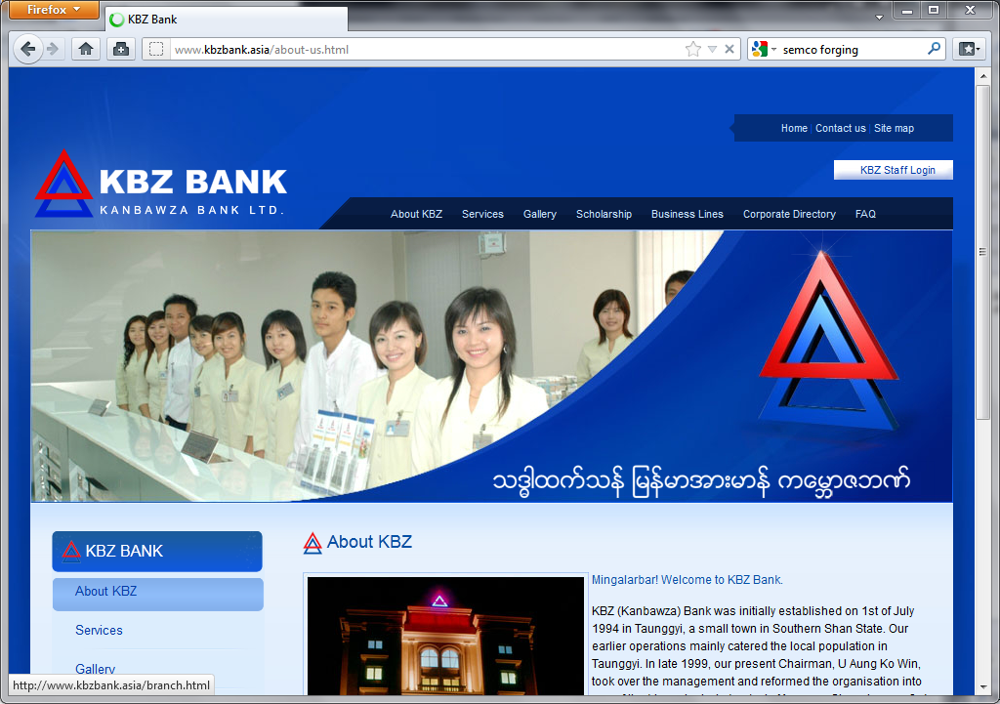 Firefox
KBZ Bank
www.kbzbank.asia/about-us.html
semco forging
Home | Contact us | Site map
KBZ Staff Login
KBZ BANK
KANBAWZA BANK LTD.
About KBZ Services Gallery Scholarship Business Lines Corporate Directory FAQ
သဒ္ဓါထက်သန် မြန်မာအားမာန် ကမ္ဘောဇဘဏ်
KBZ BANK
About KBZ
Services
Gallery
About KBZ
Mingalarbar! Welcome to KBZ Bank.
KBZ (Kanbawza) Bank was initially established on 1st of July
1994 in Taunggyi, a small town in Southern Shan State. Our
earlier operations mainly catered the local population in
Taunggyi. In late 1999, our present Chairman, U Aung Ko Win,
took over the management and reformed the organisation into
http://www.kbzbank.asia/branch.html